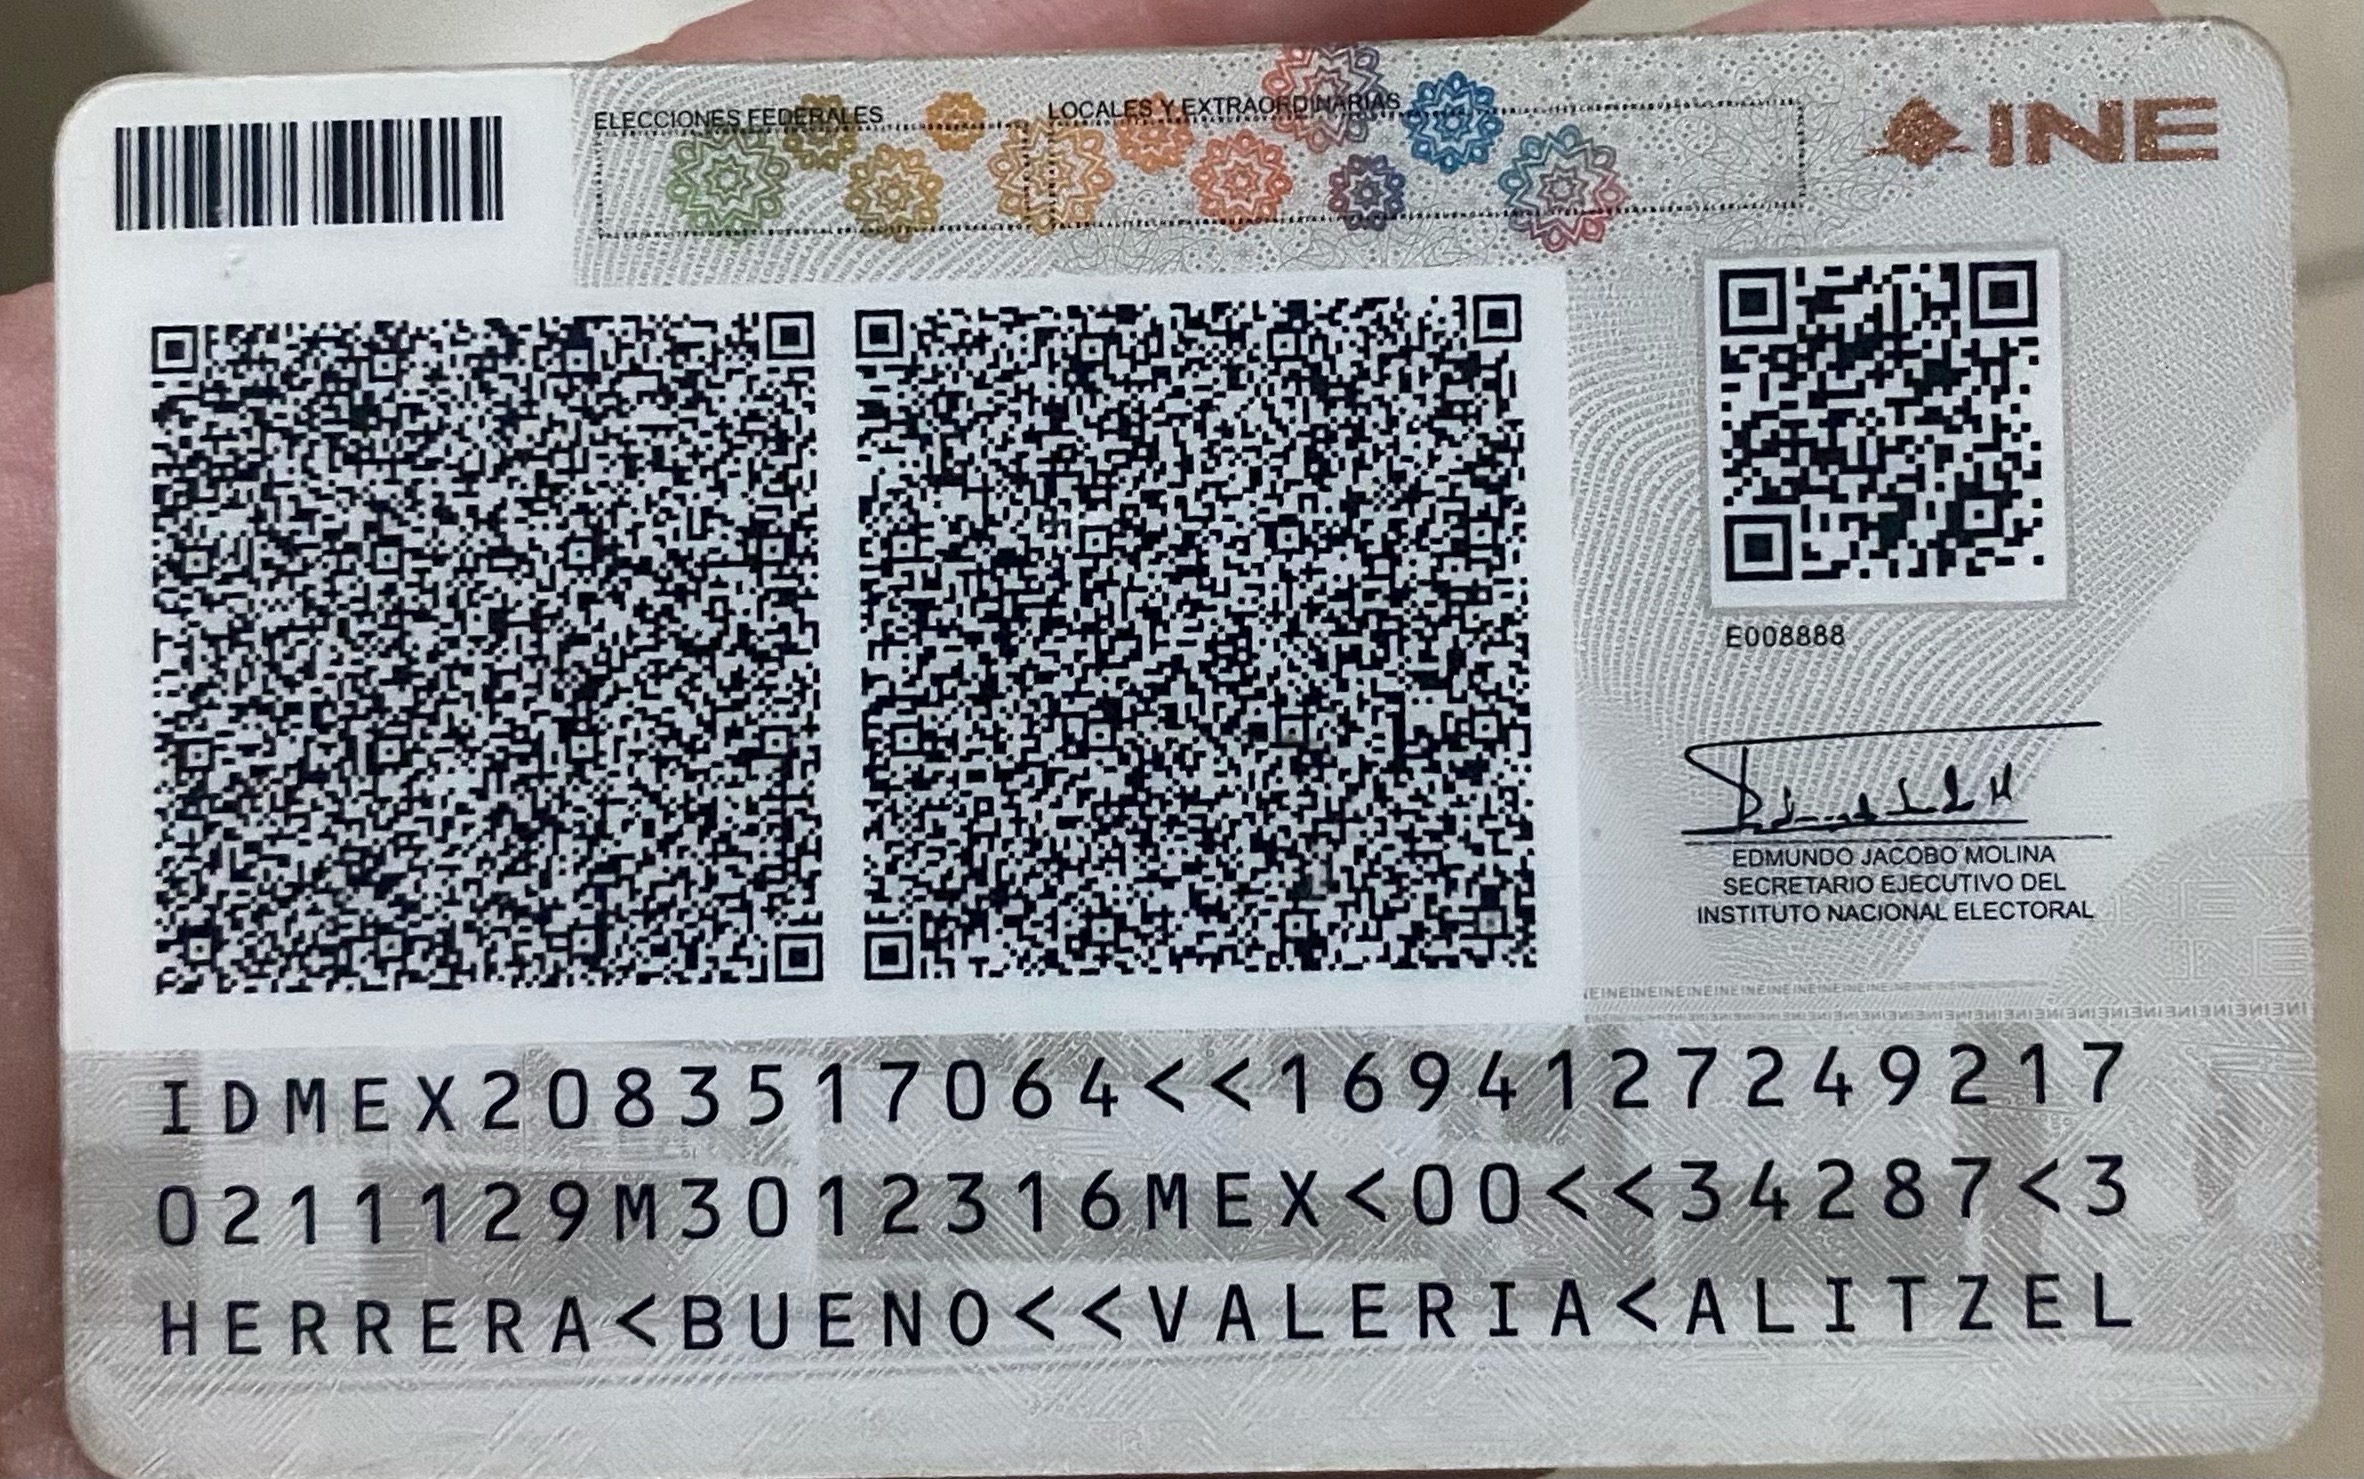 ELECCIONES FEDERALES
LOCALES Y EXTRAORDINARIAS
INE
E008888
EDMUNDO JACOBO MOLINA
SECRETARIO EJECUTIVO DEL
INSTITUTO NACIONAL ELECTORAL
IDMEX2083517064<<1694127249217
0211129M3012316MEX<00<<34287<3
HERRERA<BUENO<<VALERIA<ALITZEL